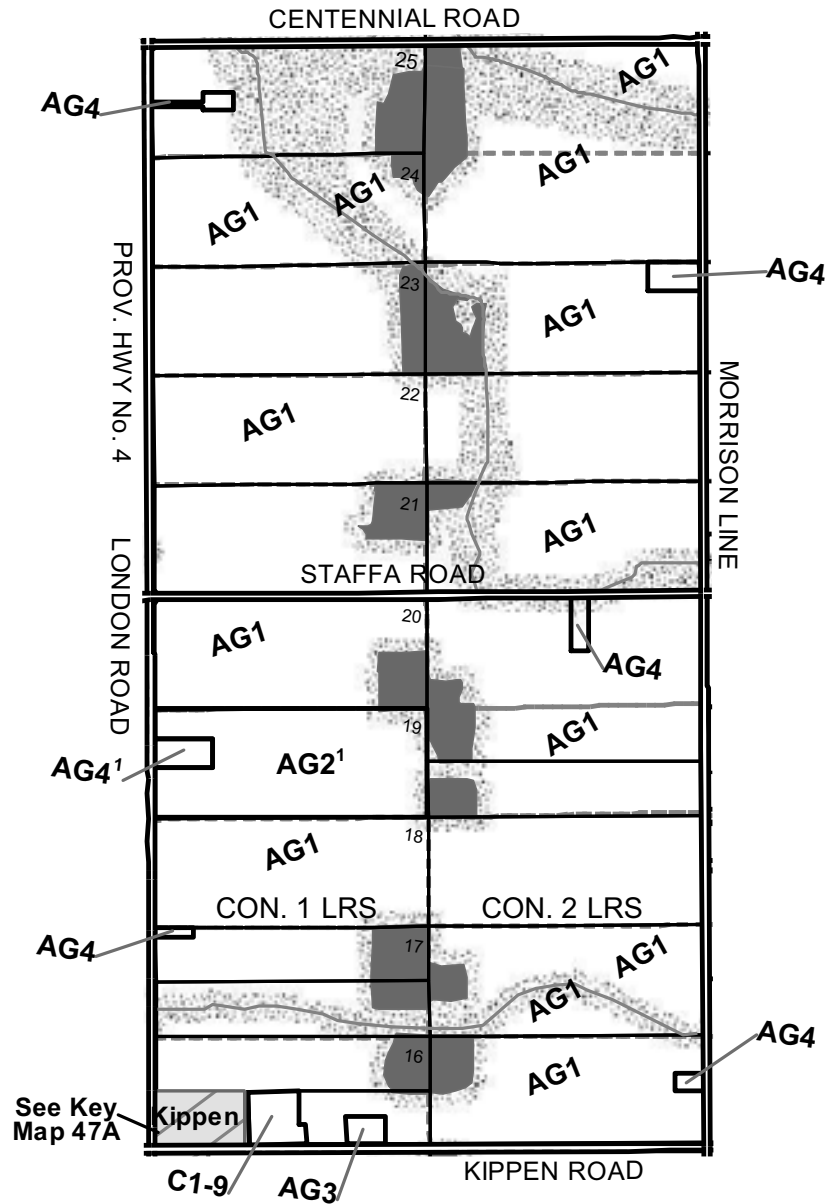 CENTENNIAL ROAD
25
AG1
AG4
24
AG1
AG1
AG1
PROV. HWY No. 4
23
AG4
AG1
22
AG1
MORRISON LINE
21
AG1
STAFFA ROAD
LONDON ROAD
20
AG1
AG4
19
AG1
AG4¹
AG2¹
18
AG1
CON. 1 LRS
CON. 2 LRS
AG4
17
AG1
AG1
16
AG4
AG1
See Key
Map 47A
Kippen
C1-9
AG3
KIPPEN ROAD